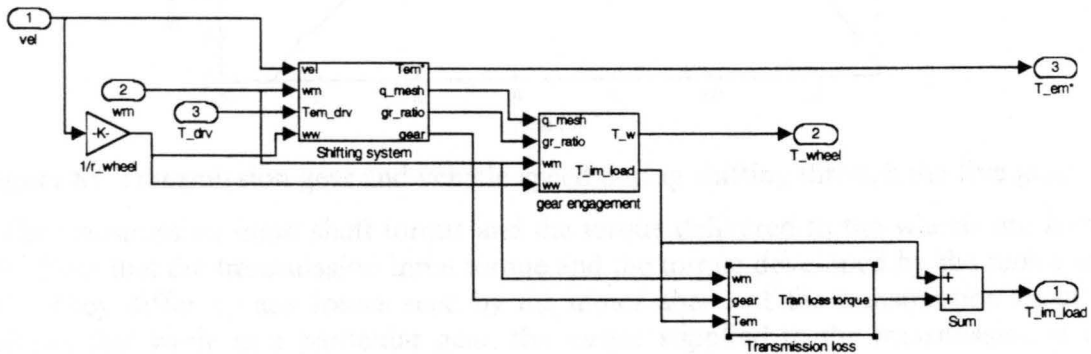 1
vel
2
wm
3
T_drv
-K-
1/r_wheel
vel
wm
Tem_drv
ww
Tem*
q_mesh
gr_ratio
gear
Shifting system
q_mesh
gr_ratio
wm
ww
T_w
T_im_load
gear engagement
3
T_em*
2
T_wheel
wm
gear
Tem
Tran loss torque
Transmission loss
+
+
Sum
1
T_im_load